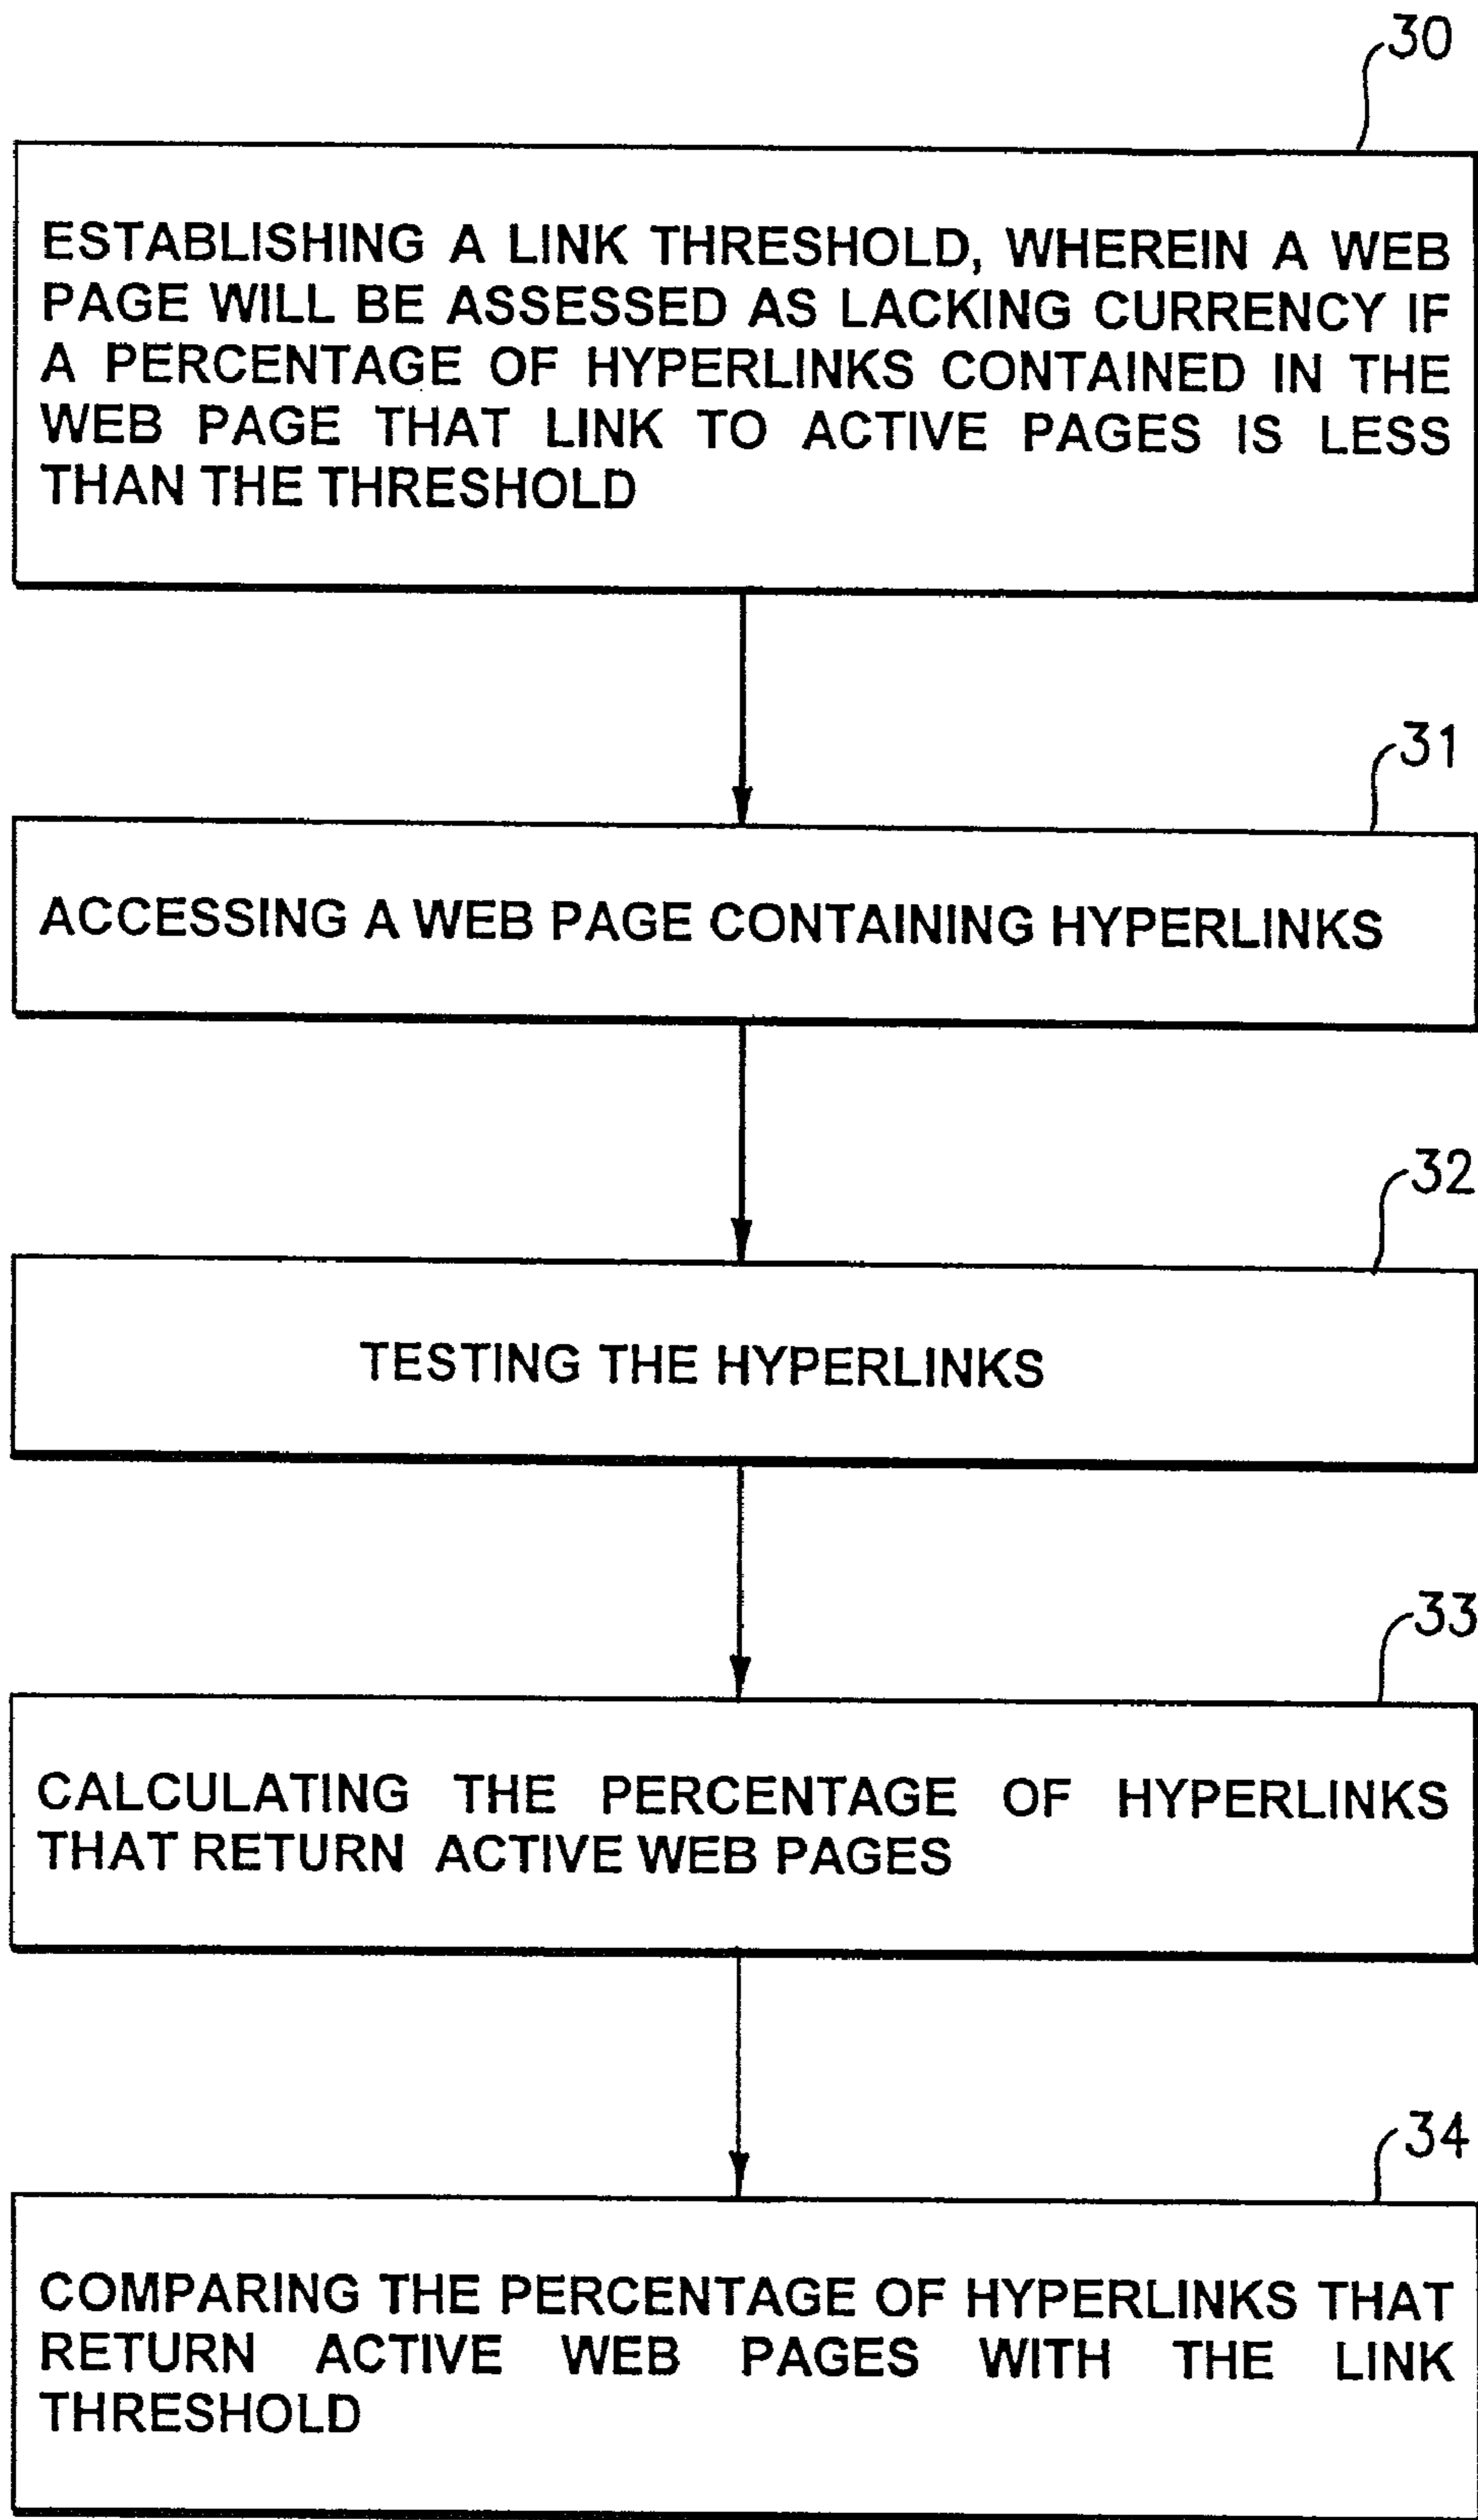 30
ESTABLISHING A LINK THRESHOLD, WHEREIN A WEB
PAGE WILL BE ASSESSED AS LACKING CURRENCY IF
A PERCENTAGE OF HYPERLINKS CONTAINED IN THE
WEB PAGE THAT LINK TO ACTIVE PAGES IS LESS
THAN THE THRESHOLD
31
ACCESSING A WEB PAGE CONTAINING HYPERLINKS
32
TESTING THE HYPERLINKS
33
CALCULATING THE PERCENTAGE OF HYPERLINKS
THAT RETURN ACTIVE WEB PAGES
34
COMPARING THE PERCENTAGE OF HYPERLINKS THAT
RETURN ACTIVE WEB PAGES WITH THE LINK
THRESHOLD